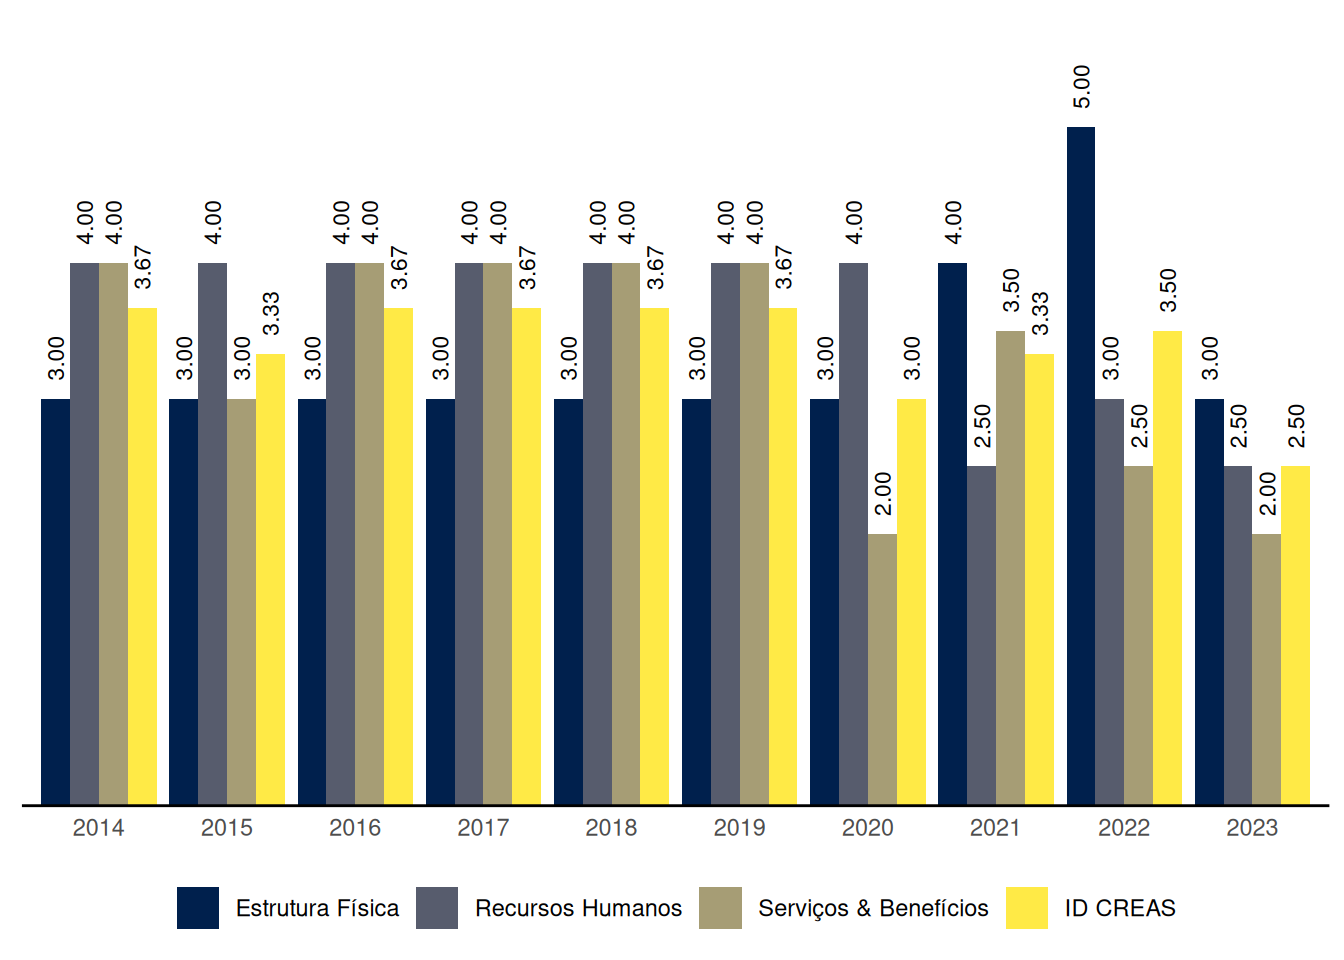 5.00
4.00 4.00 4.00 4.00 4.00 4.00 4.00 4.00 4.00 4.00 4.00 4.00 4.00
3.67 3.67 3.67 3.67 3.67
3.50 3.50
3.33 3.33
3.00 3.00 3.00 3.00 3.00 3.00 3.00 3.00 3.00 3.00 3.00
2.50 2.50 2.50 2.50
2.00 2.00
2014 2015 2016 2017 2018 2019 2020 2021 2022 2023
Estrutura Física Recursos Humanos Serviços & Benefícios ID CREAS